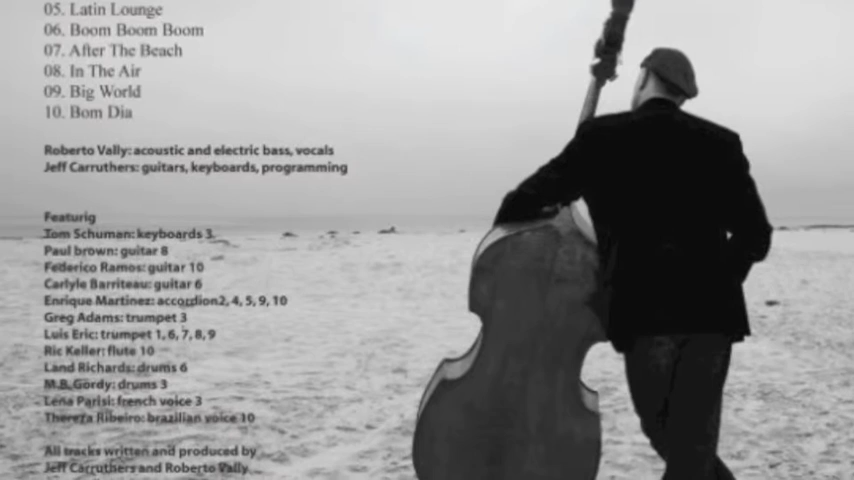 05. Latin Lounge
06. Boom Boom Boom
07. After The Beach
08. In The Air
09. Big World
10. Bom Dia
Roberto Vally: acoustic and electric bass, vocals
Jeff Carruthers: guitars, keyboards, programming
Featurig
Tom Schuman: keyboards 3
Paul brown: guitar 8
Federico Ramos: guitar 10
Carlyle Barriteau: guitar 6
Enrique Martinez: accordion2, 4, 5, 9, 10
Greg Adams: trumpet 3
Luis Eric: trumpet 1, 6, 7, 8, 9
Ric Keller: flute 10
Land Richards: drums 6
M.B. Gordy: drums 3
Lena Parisi: french voice 3
Thereza Ribeiro: brazilian voice 10
All tracks written and produced by
Jeff Carruthers and Roberto Vally